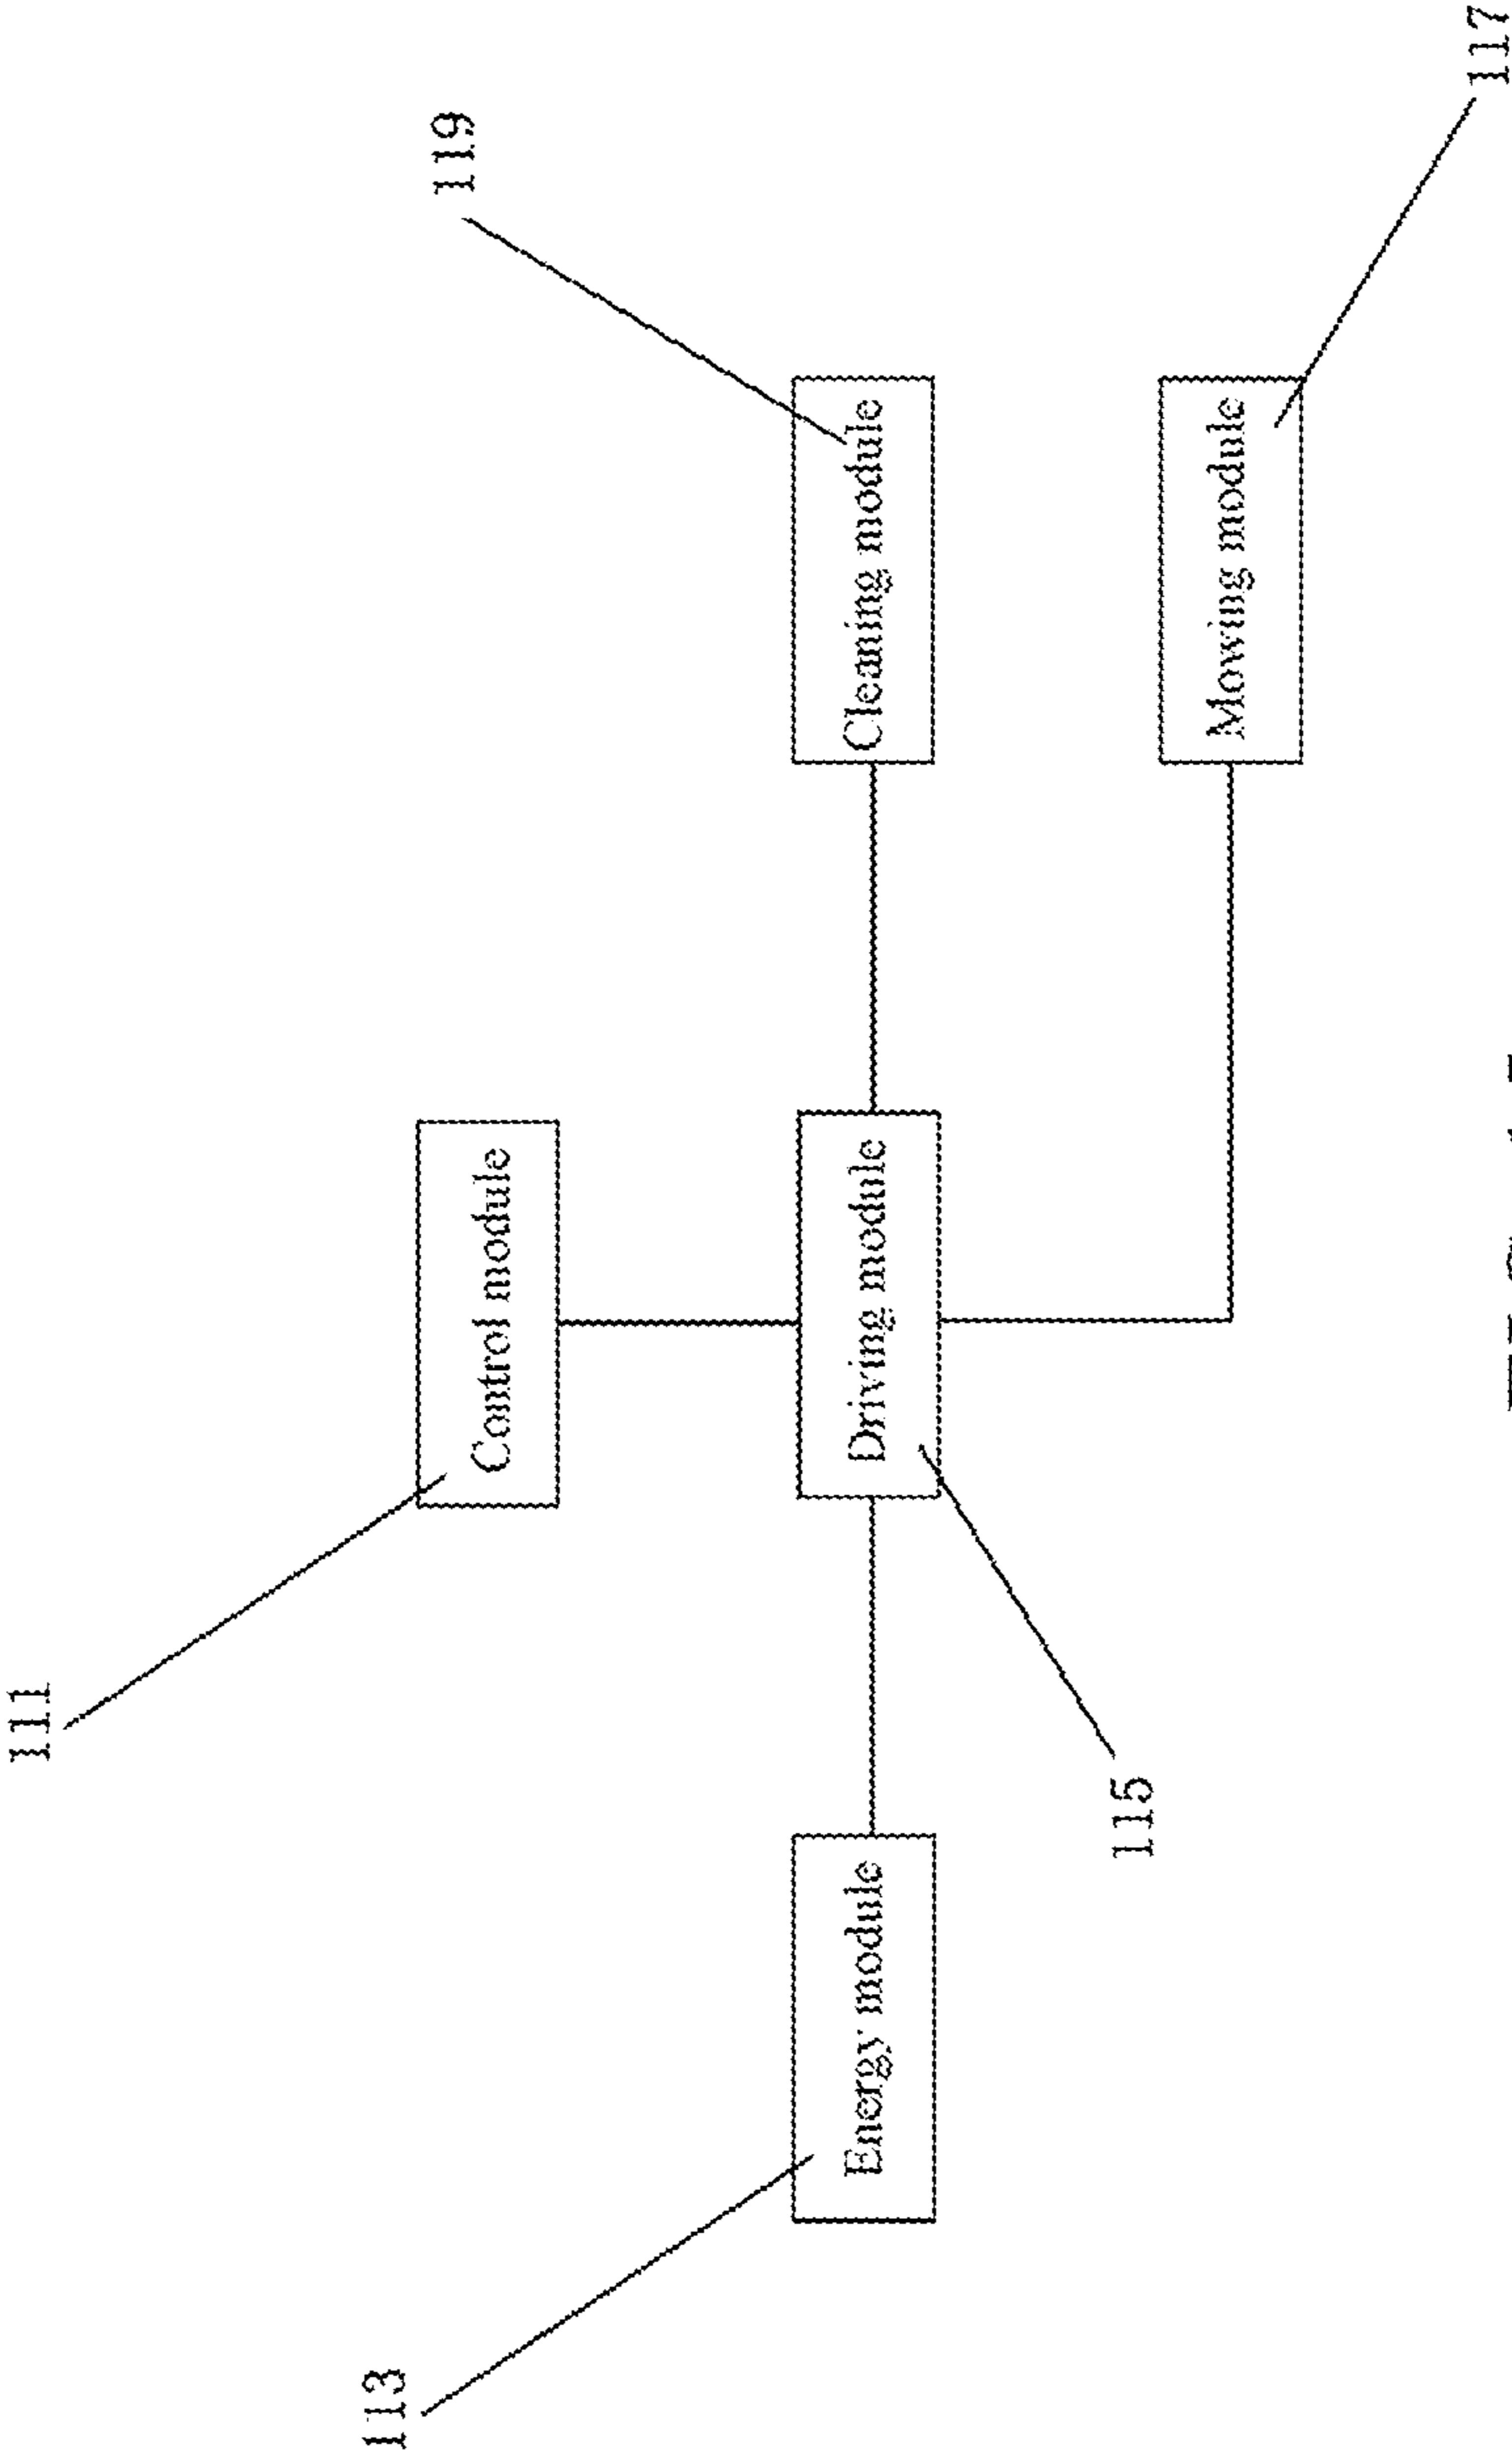 111
113
119
Control module
Energy module
Driving module
Cleaning module
115
Mowing module
117